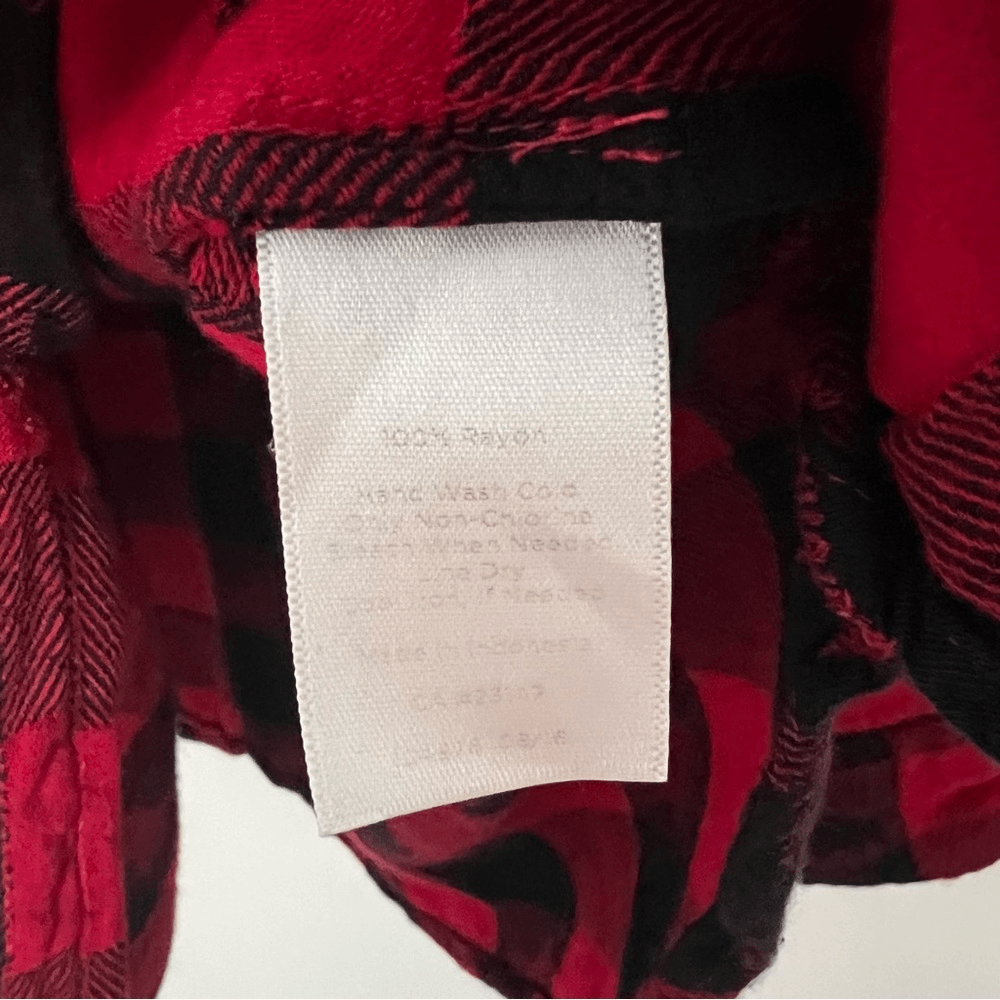 100% Rayon
Hand Wash Cold
Only Non-Chlorine
Bleach When Needed
Line Dry
Cool Iron, If Needed
Made in Indonesia
CA #